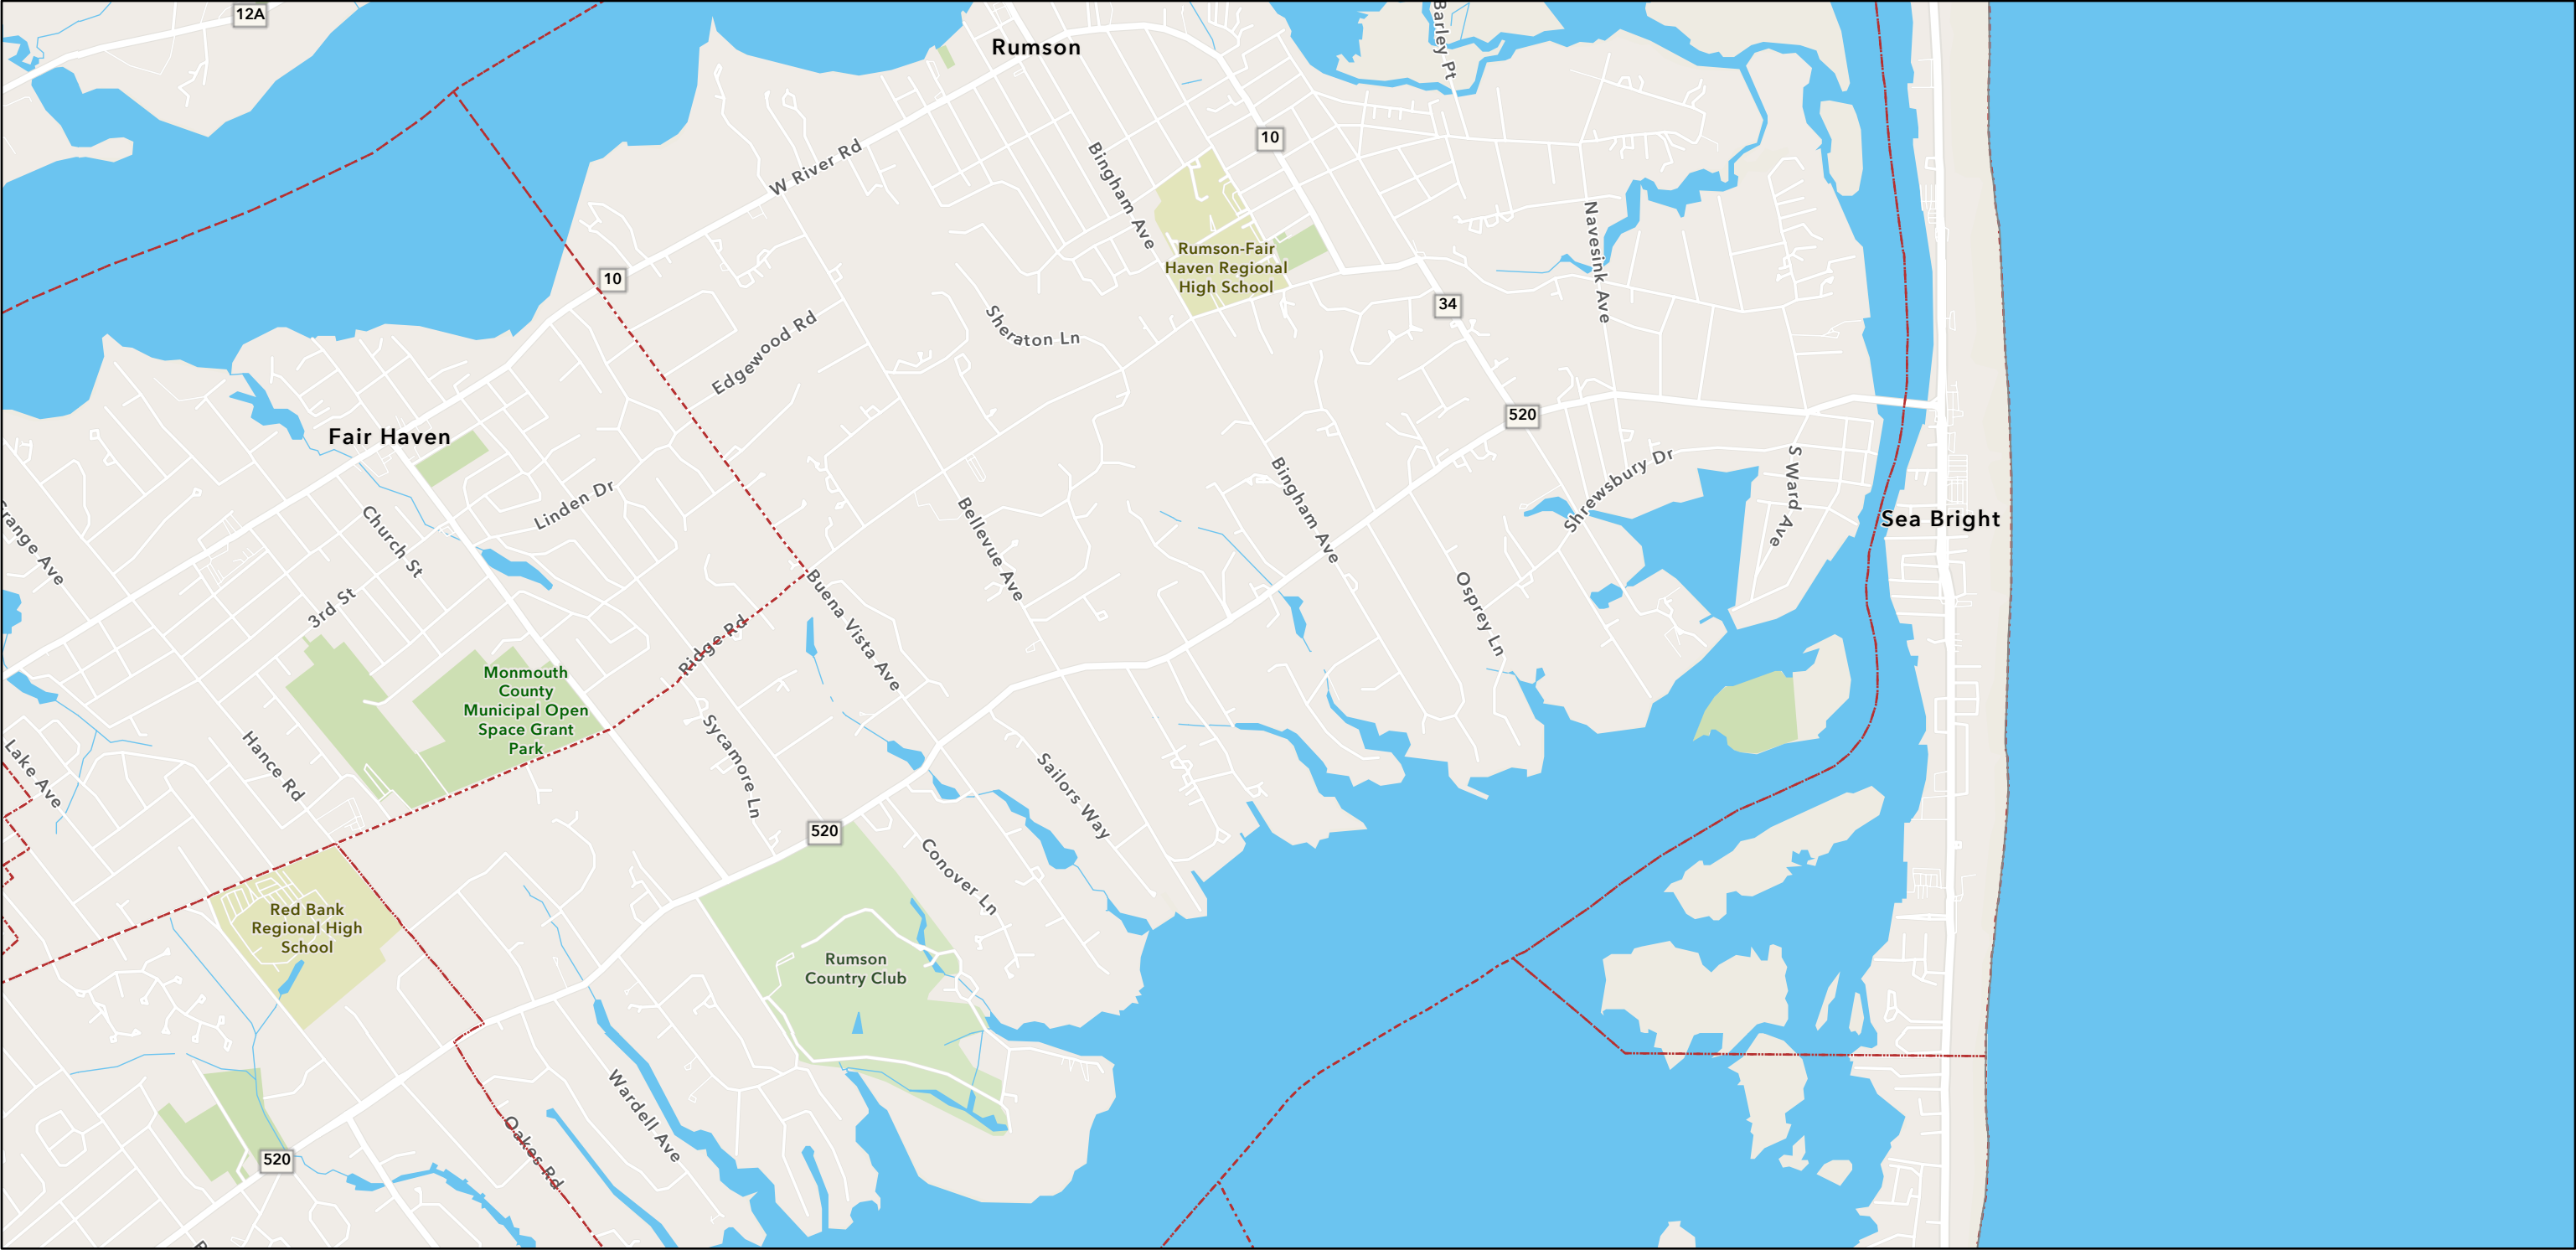 12A
Rumson
Barley Pt
10
W River Rd
Bingham Ave
Rumson-Fair
Haven Regional
High School
Navesink Ave
10
34
Sheraton Ln
Edgewood Rd
520
Fair Haven
Shrewsbury Dr
S Ward Ave
Sea Bright
Linden Dr
Church St
Bellevue Ave
Bingham Ave
3rd St
Osprey Ln
Buena Vista Ave
Ridge Rd
Monmouth
County
Municipal Open
Space Grant
Park
Lake Ave
Hance Rd
Sycamore Ln
Sailors Way
520
Conover Ln
Red Bank
Regional High
School
Rumson
Country Club
Wardell Ave
Oakes Rd
520